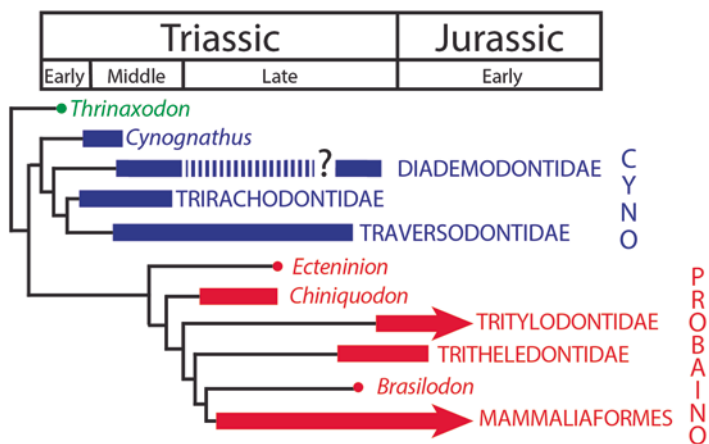 Triassic
Jurassic
Early
Middle
Late
Early
Thrinaxodon
Cynognathus
?
DIADEMODONTIDAE
TRIRACHODONTIDAE
TRAVERSODONTIDAE
CYNO
Ecteninion
Chiniquodon
TRITYLODONTIDAE
TRITHELEDONTIDAE
Brasilodon
MAMMALIAFORMES
PROBAINO